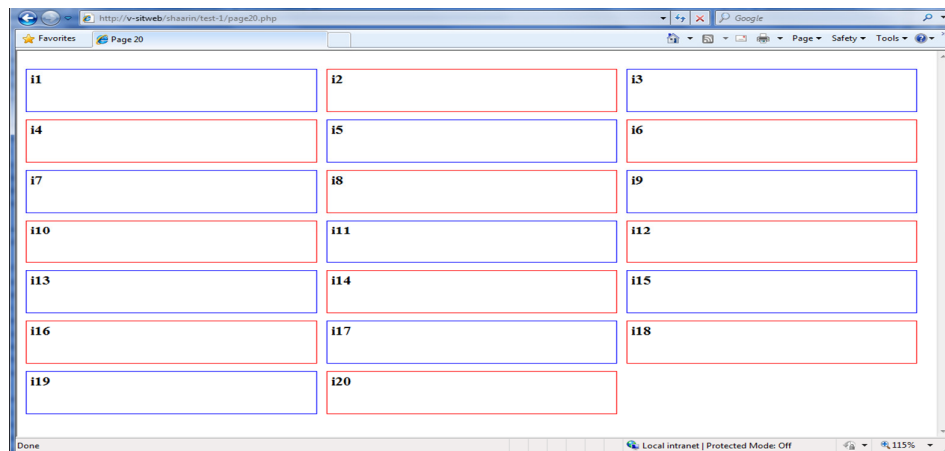 http://v-sitweb/shaarin/test-1/page20.php Google
Favorites Page 20 Page Safety Tools
i1 i2 i3
i4 i5 i6
i7 i8 i9
i10 i11 i12
i13 i14 i15
i16 i17 i18
i19 i20
Done Local intranet | Protected Mode: Off 115%